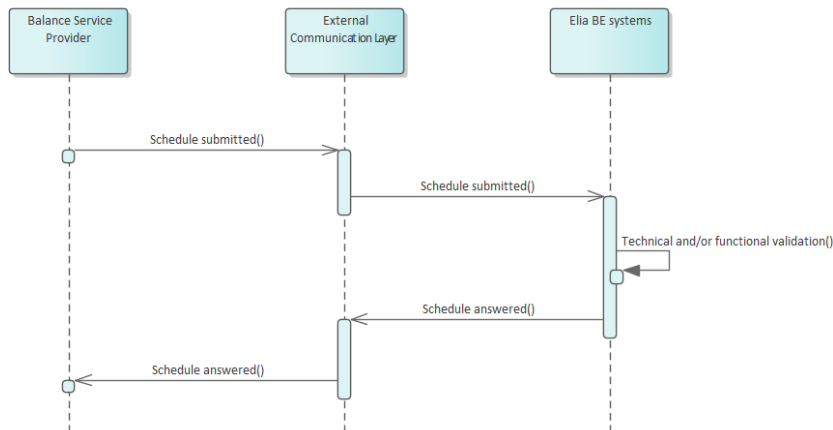 Balance Service
Provider
External
Communication Layer
Elia BE systems
Schedule submitted()
Schedule submitted()
Technical and/or functional validation()
Schedule answered()
Schedule answered()